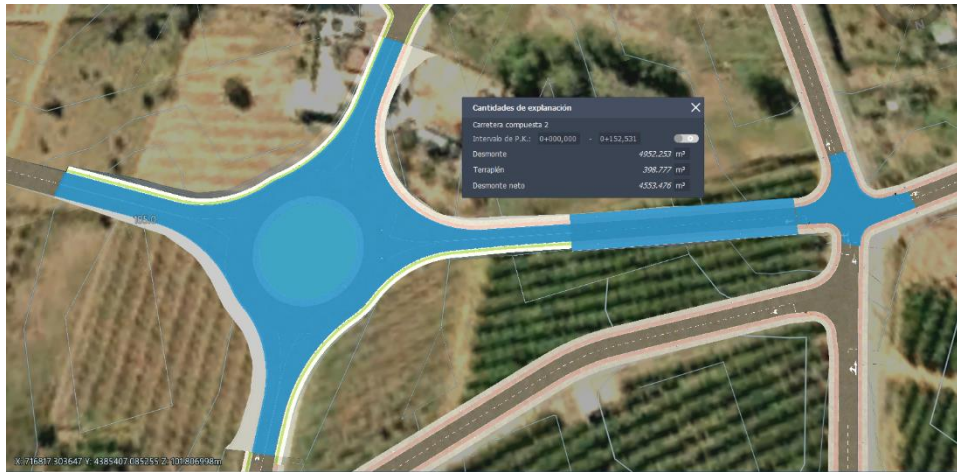 Cantidades de explanación
Carretera compuesta 2
Intervalo de P.K.: 0+000,000 - 0+152,531
Desmonte 4952.253 m³
Terraplén 398.777 m³
Desmonte neto 4553.476 m³
X: 716817.303647 Y: 4385407.085255 Z: 101.806998m